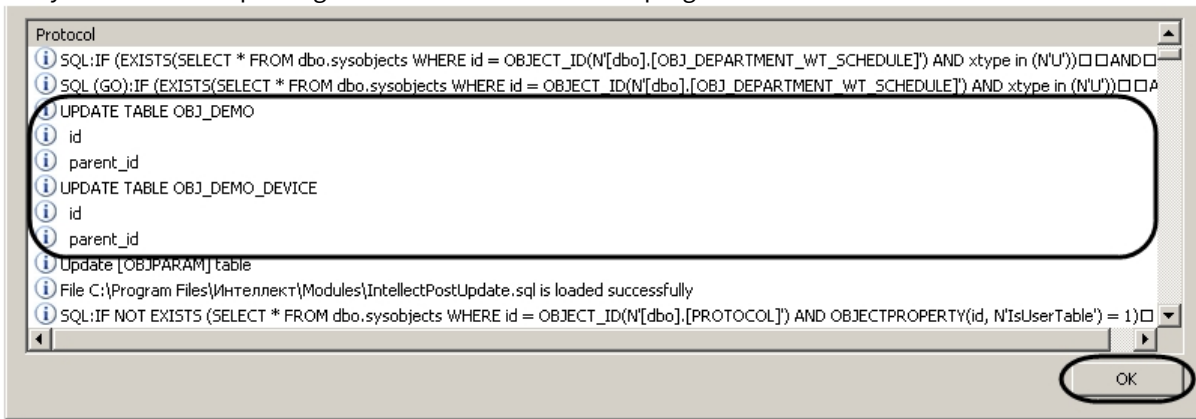 Protocol
SQL:IF (EXISTS(SELECT * FROM dbo.sysobjects WHERE id = OBJECT_ID(N'[dbo].[OBJ_DEPARTMENT_WT_SCHEDULE]') AND xtype in (N'U'))□□AND□
SQL (GO):IF (EXISTS(SELECT * FROM dbo.sysobjects WHERE id = OBJECT_ID(N'[dbo].[OBJ_DEPARTMENT_WT_SCHEDULE]') AND xtype in (N'U'))□□A
UPDATE TABLE OBJ_DEMO
id
parent_id
UPDATE TABLE OBJ_DEMO_DEVICE
id
parent_id
Update [OBJPARAM] table
File C:\Program Files\Интеллект\Modules\IntellectPostUpdate.sql is loaded successfully
SQL:IF NOT EXISTS (SELECT * FROM dbo.sysobjects WHERE id = OBJECT_ID(N'[dbo].[PROTOCOL]') AND OBJECTPROPERTY(id, N'IsUserTable') = 1)□
OK